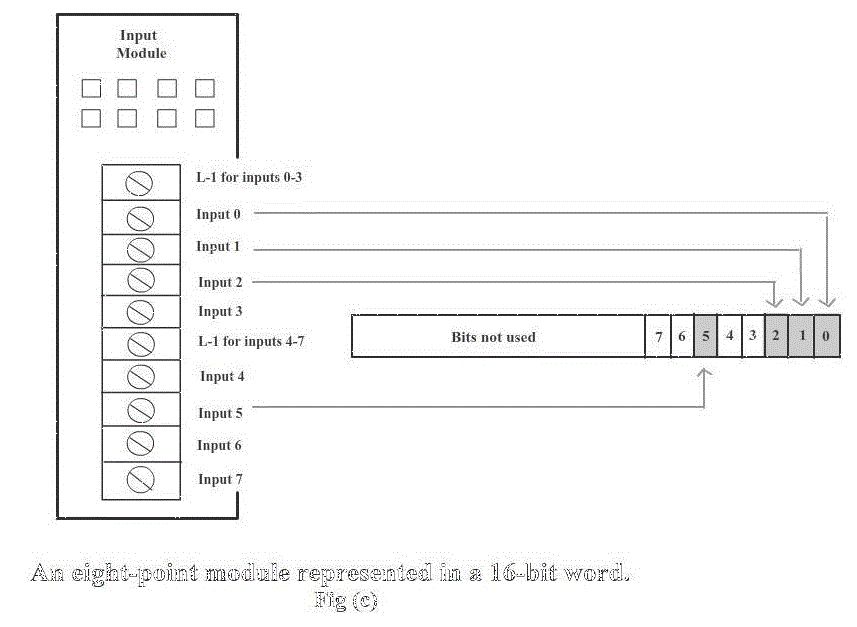 Input
Module
L-1 for inputs 0-3
Input 0
Input 1
Input 2
Input 3
L-1 for inputs 4-7
Input 4
Input 5
Input 6
Input 7
Bits not used 7 6 5 4 3 2 1 0
An eight-point module represented in a 16-bit word.
Fig (c)